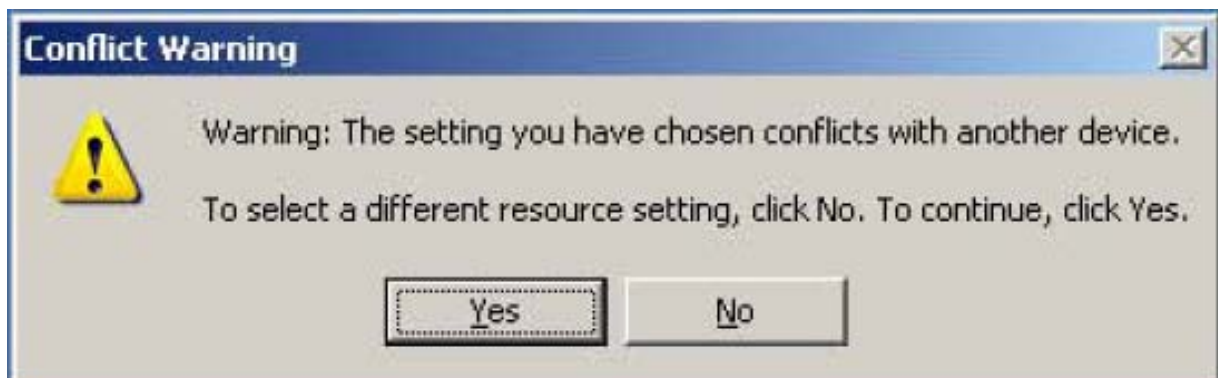 Conflict Warning
Warning: The setting you have chosen conflicts with another device.
To select a different resource setting, click No. To continue, click Yes.
Yes
No